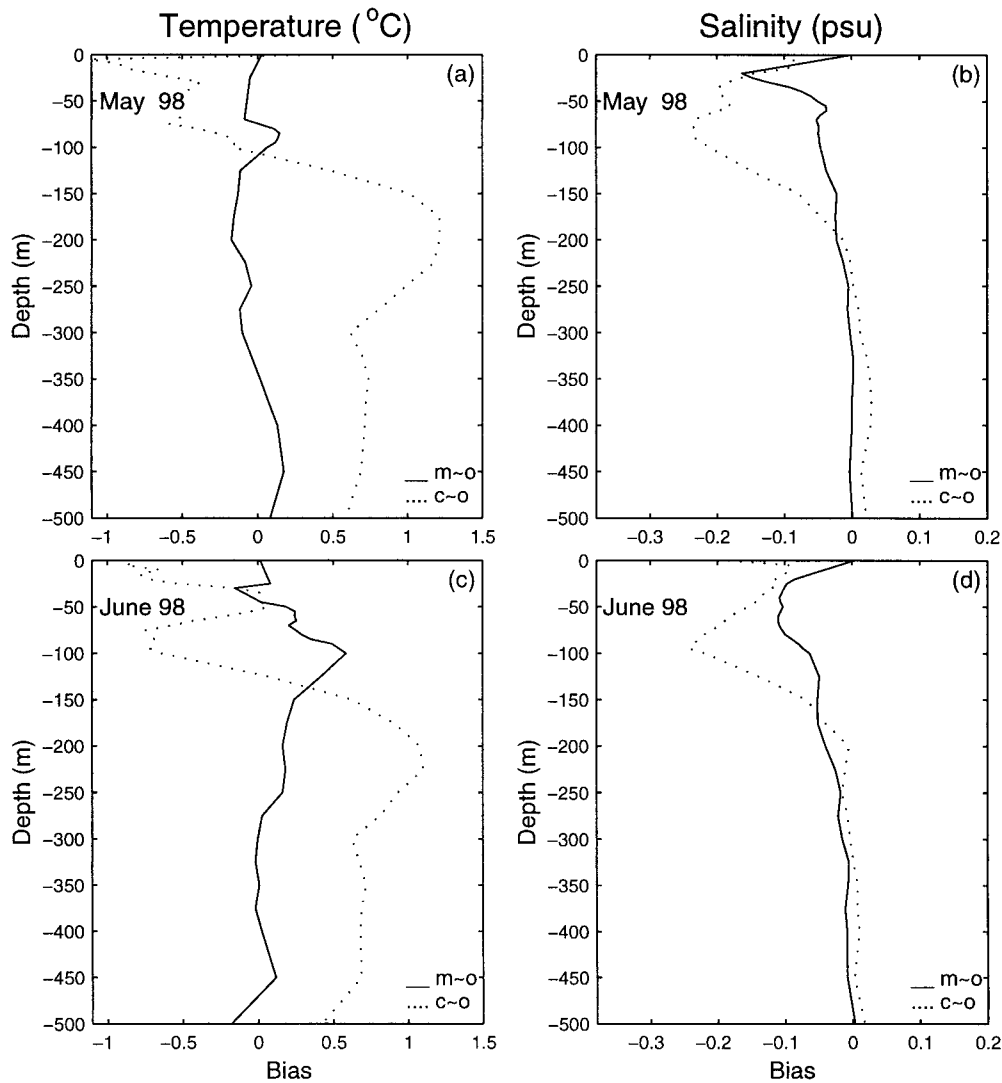 Temperature (°C)
Salinity (psu)
(a)
May 98
Depth (m)
0
−50
−100
−150
−200
−250
−300
−350
−400
−450
−500
−1
−0.5
0
0.5
1
1.5
m~o
c~o
(b)
May 98
Depth (m)
0
−50
−100
−150
−200
−250
−300
−350
−400
−450
−500
−0.3
−0.2
−0.1
0
0.1
0.2
m~o
c~o
(c)
June 98
Depth (m)
0
−50
−100
−150
−200
−250
−300
−350
−400
−450
−500
−1
−0.5
0
0.5
1
1.5
Bias
m~o
c~o
(d)
June 98
Depth (m)
0
−50
−100
−150
−200
−250
−300
−350
−400
−450
−500
−0.3
−0.2
−0.1
0
0.1
0.2
Bias
m~o
c~o